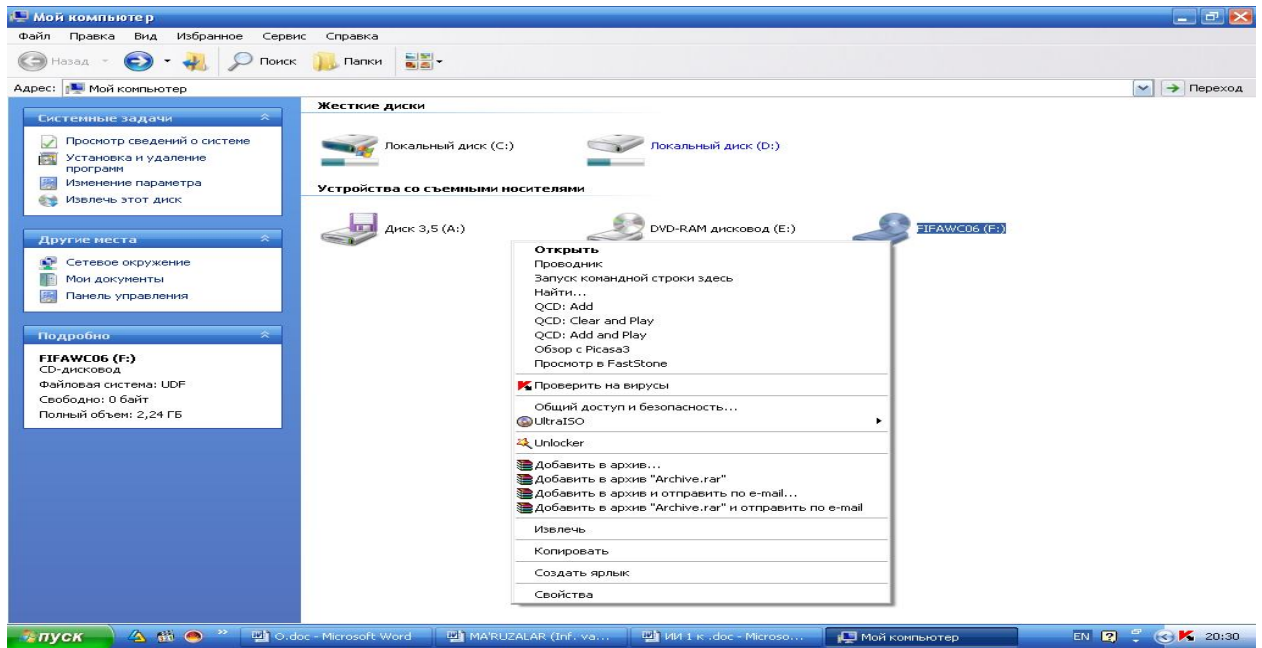 Мой компьютер
Файл Правка Вид Избранное Сервис Справка
Назад Поиск Папки
Адрес: Мой компьютер Переход
Системные задачи
Просмотр сведений о системе
Установка и удаление
программ
Изменение параметра
Извлечь этот диск
Другие места
Сетевое окружение
Мои документы
Панель управления
Подробно
FIFAWC06 (F:)
CD-дисковод
Файловая система: UDF
Свободно: 0 байт
Полный объем: 2,24 ГБ
Жесткие диски
Локальный диск (C:) Локальный диск (D:)
Устройства со съемными носителями
Диск 3,5 (A:) DVD-RAM дисковод (E:) FIFAWC06 (F:)
Открыть
Проводник
Запуск командной строки здесь
Найти...
QCD: Add
QCD: Clear and Play
QCD: Add and Play
Обзор с Picasa3
Просмотр в FastStone
Проверить на вирусы
Общий доступ и безопасность...
UltraISO
Unlocker
Добавить в архив...
Добавить в архив "Archive.rar"
Добавить в архив и отправить по e-mail...
Добавить в архив "Archive.rar" и отправить по e-mail
Извлечь
Копировать
Создать ярлык
Свойства
пуск O.doc - Microsoft Word MA'RUZALAR (Inf. va... ИИ 1 к .doc - Microso... Мой компьютер EN 20:30